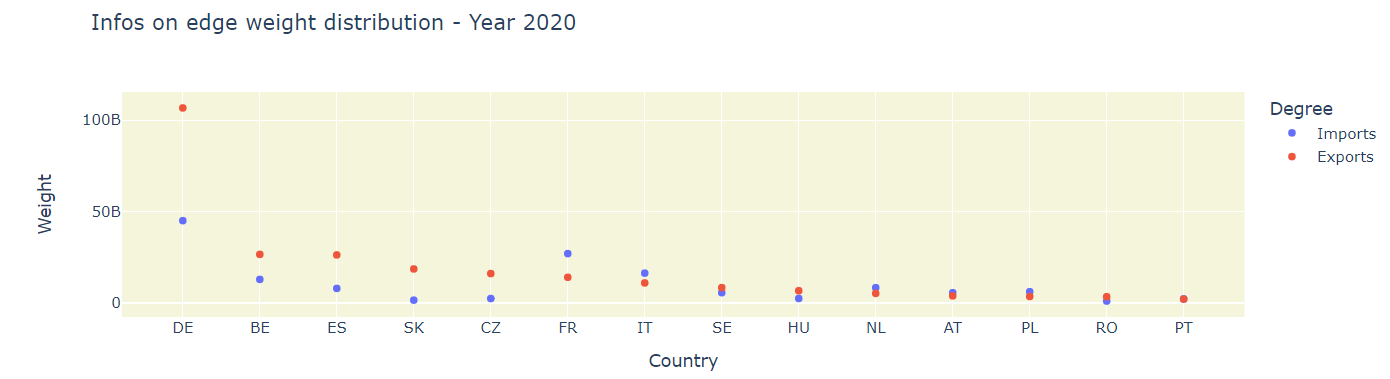 Infos on edge weight distribution - Year 2020
Degree
Imports
Exports
100B
50B
0
Weight
DE BE ES SK CZ FR IT SE HU NL AT PL RO PT
Country